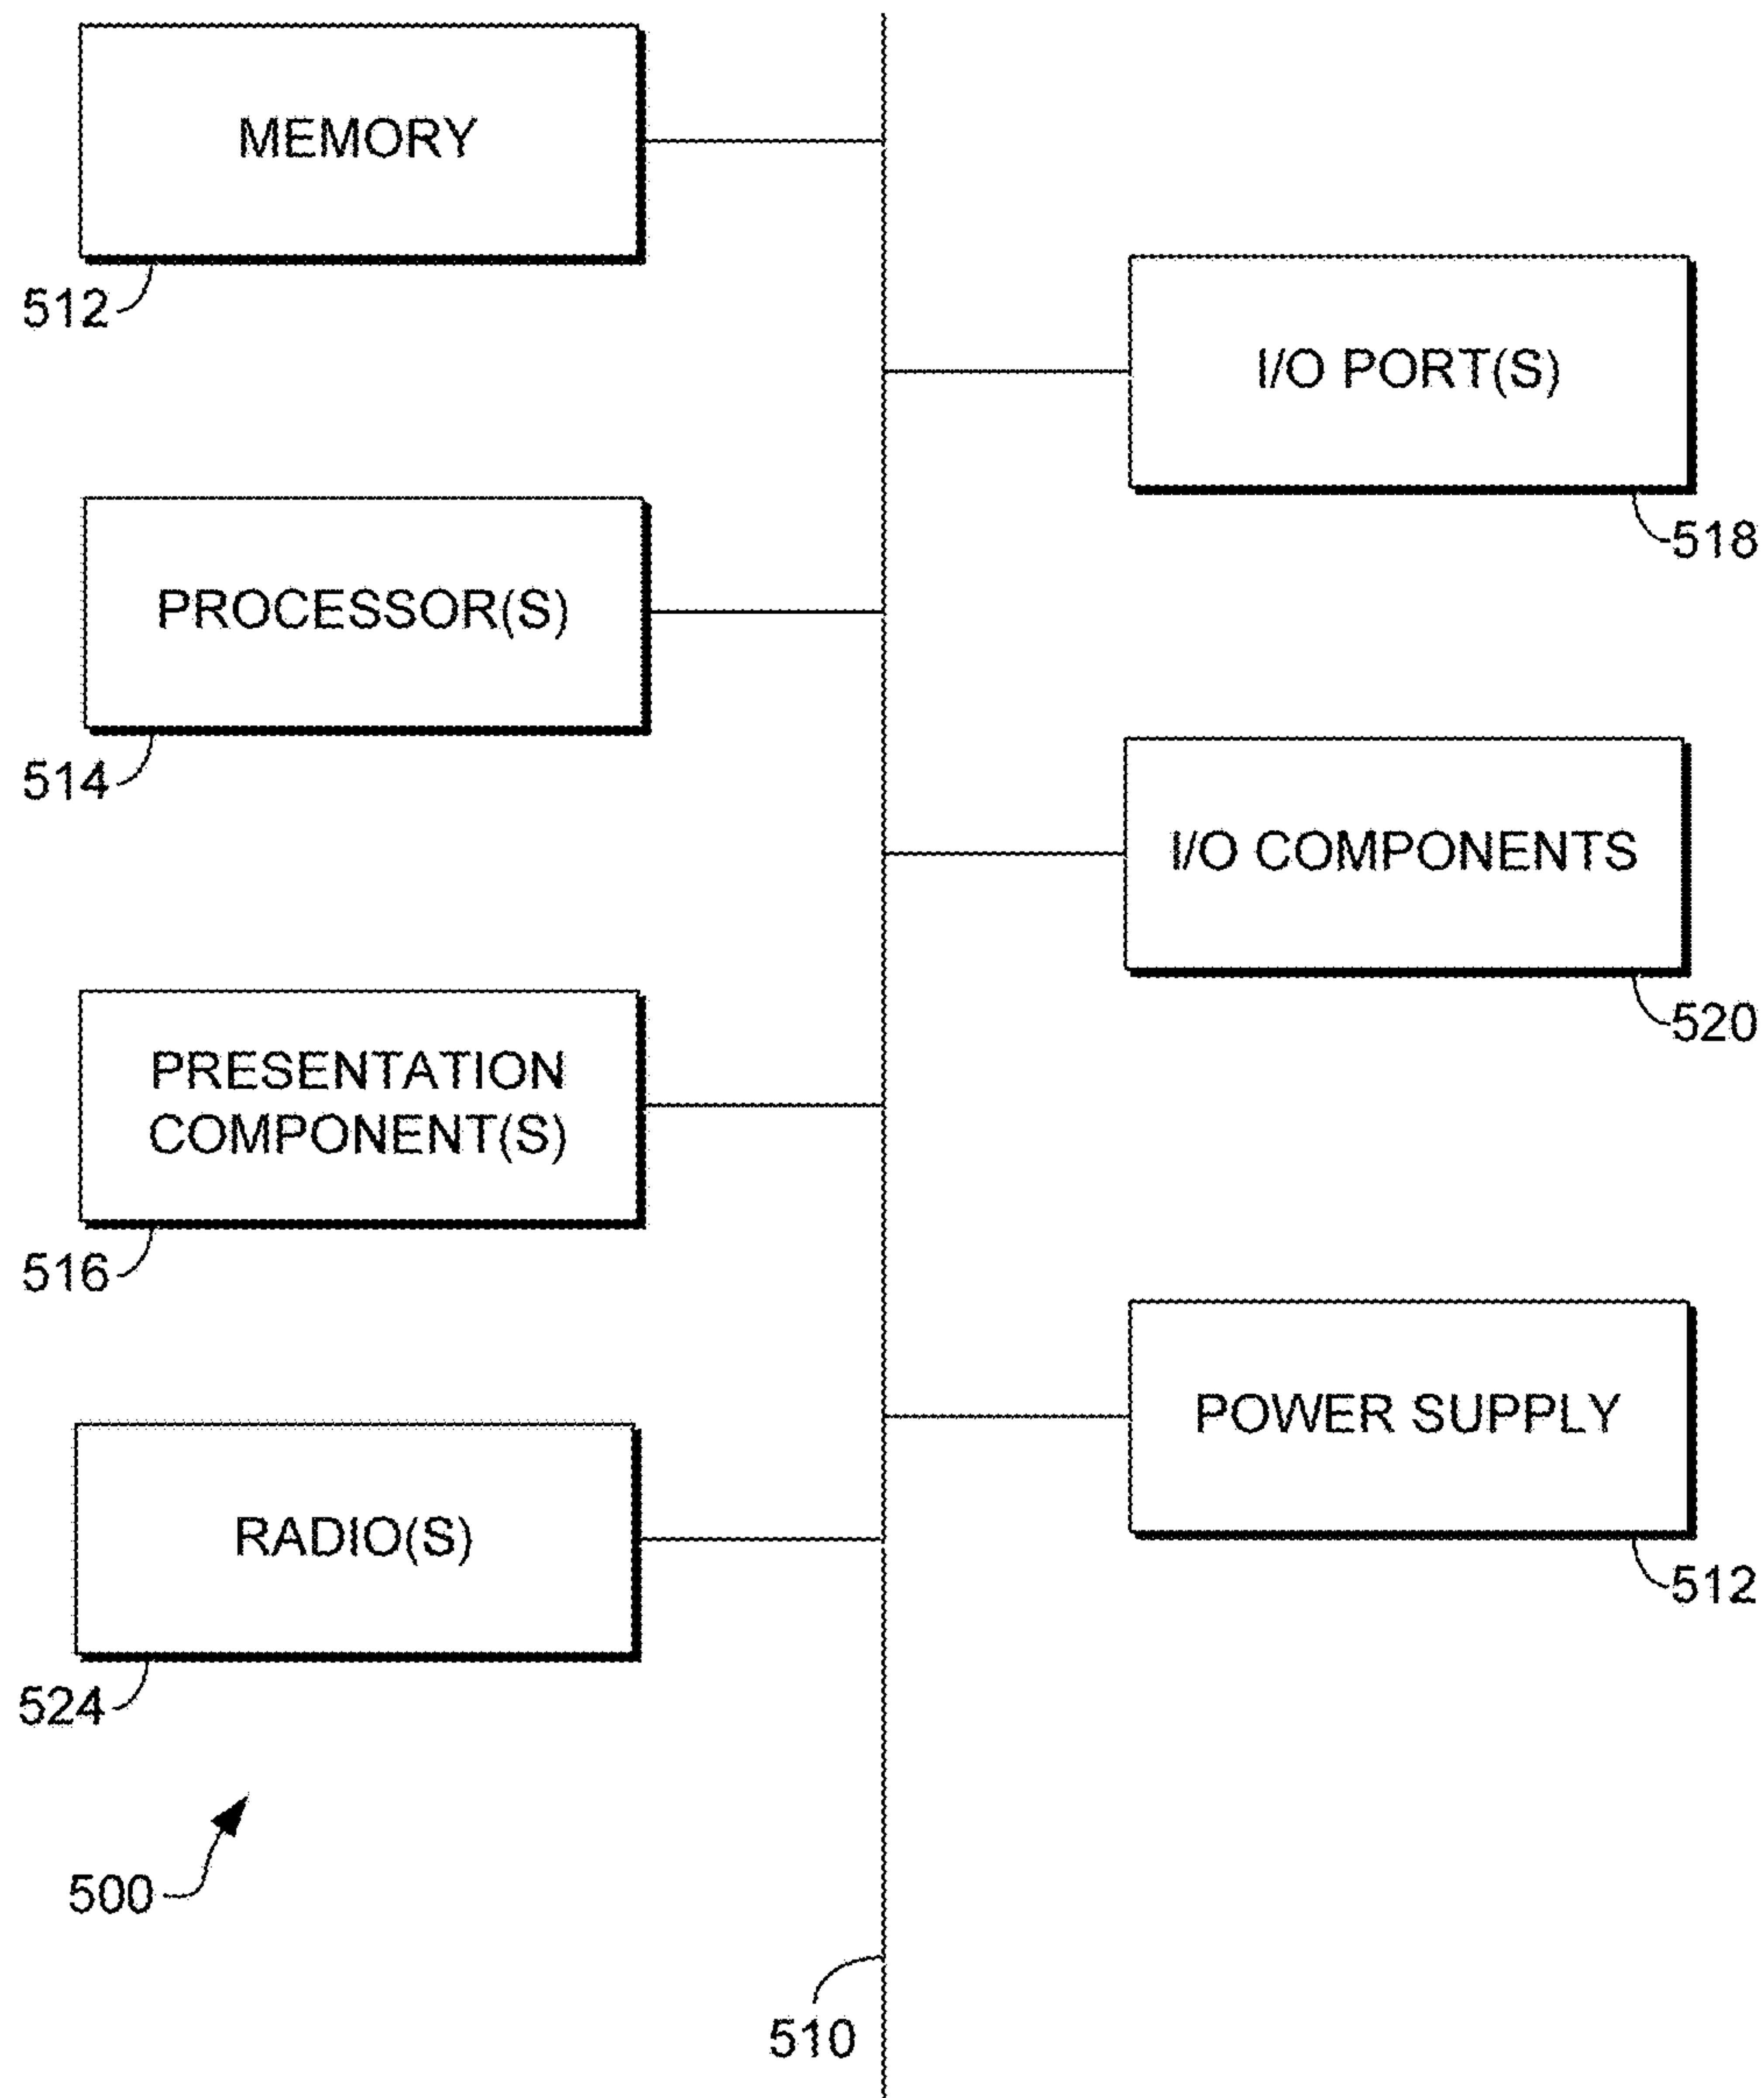 MEMORY
512
I/O PORT(S)
518
PROCESSOR(S)
514
I/O COMPONENTS
520
PRESENTATION
COMPONENT(S)
516
POWER SUPPLY
512
RADIO(S)
524
500
510